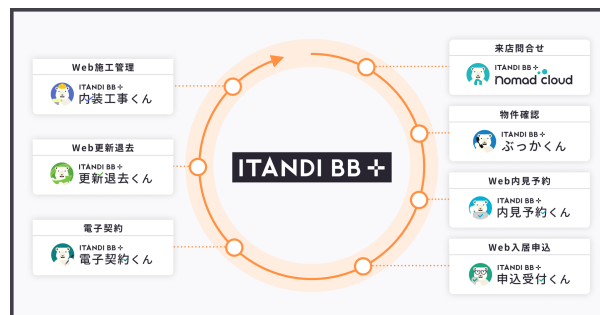 Web施工管理
ITANDI BB +
内装工事くん
Web更新退去
ITANDI BB +
更新退去くん
電子契約
ITANDI BB +
電子契約くん
ITANDI BB +
来店問合せ
ITANDI BB +
nomad cloud
物件確認
ITANDI BB +
ぶっかくん
Web内見予約
ITANDI BB +
内見予約くん
Web入居申込
ITANDI BB +
申込受付くん